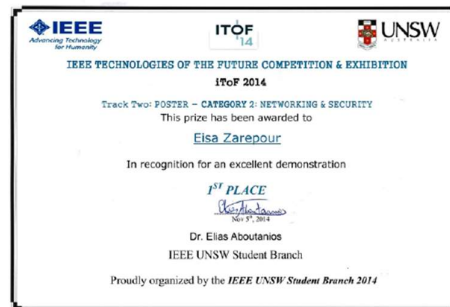 IEEE
Advancing Technology
for Humanity
ITOF
'14
UNSW
AUSTRALIA
IEEE TECHNOLOGIES OF THE FUTURE COMPETITION & EXHIBITION
iToF 2014
Track Two: POSTER – CATEGORY 2: NETWORKING & SECURITY
This prize has been awarded to
Eisa Zarepour
In recognition for an excellent demonstration
1ST PLACE
Nov 5th, 2014
Dr. Elias Aboutanios
IEEE UNSW Student Branch
Proudly organized by the IEEE UNSW Student Branch 2014